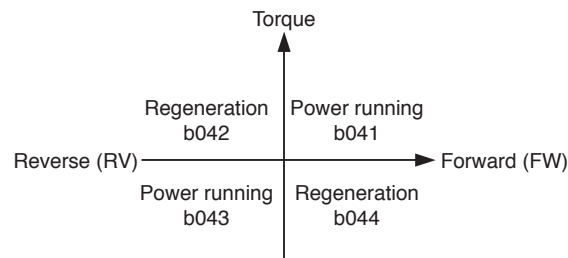 Torque
Regeneration
b042
Power running
b041
Reverse (RV)
Forward (FW)
Power running
b043
Regeneration
b044